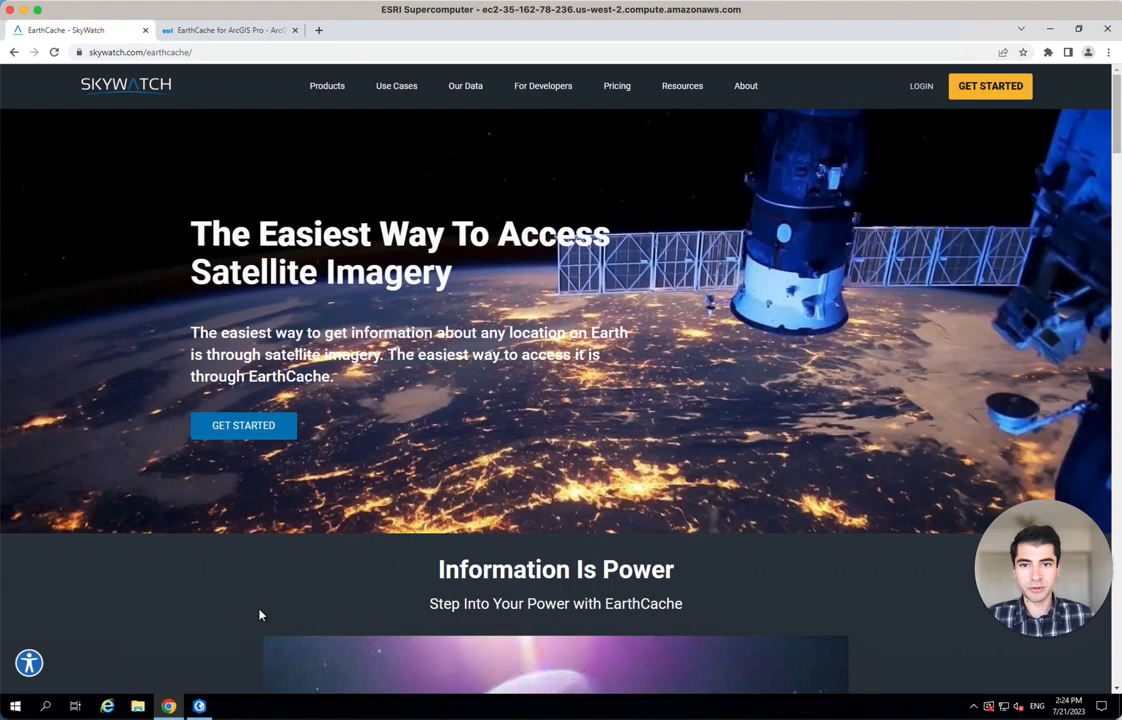 ESRI Supercomputer - ec2-35-162-78-236.us-west-2.compute.amazonaws.com
EarthCache - SkyWatch
esri EarthCache for ArcGIS Pro - ArcG
skywatch.com/earthcache/
SKYWATCH
Products
Use Cases
Our Data
For Developers
Pricing
Resources
About
LOGIN
GET STARTED
The Easiest Way To Access
Satellite Imagery
The easiest way to get information about any location on Earth
is through satellite imagery. The easiest way to access it is
through EarthCache.
GET STARTED
Information Is Power
Step Into Your Power with EarthCache
ENG
2:24 PM
7/21/2023